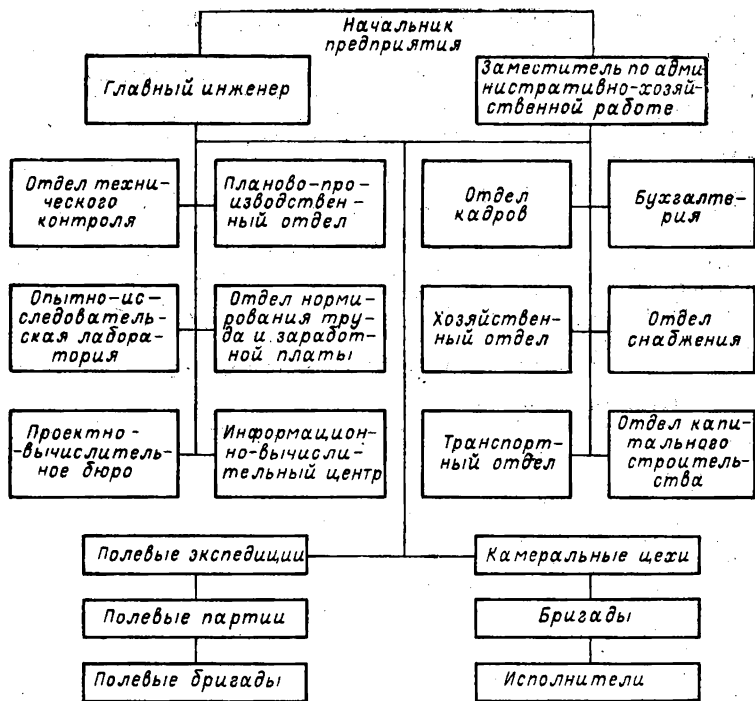 Начальник
предприятия
Главный инженер
Заместитель по адми-
нистративно-хозяй-
ственной работе
Отдел техни-
ческого
контроля
Планово-про-
изводствен-
ный отдел
Отдел
кадров
Бухгалте-
рия
Опытно-ис-
следователь-
ская лабора-
тория
Отдел норми-
рования тру-
да и заработ-
ной платы
Хозяйствен-
ный отдел
Отдел
снабжения
Проектно-
-вычислитель-
ное бюро
Информацион-
но-вычисли-
тельный центр
Транспорт-
ный отдел
Отдел капи-
тального
строитель-
ства
Полевые экспедиции
Камеральные цехи
Полевые партии
Бригады
Полевые бригады
Исполнители